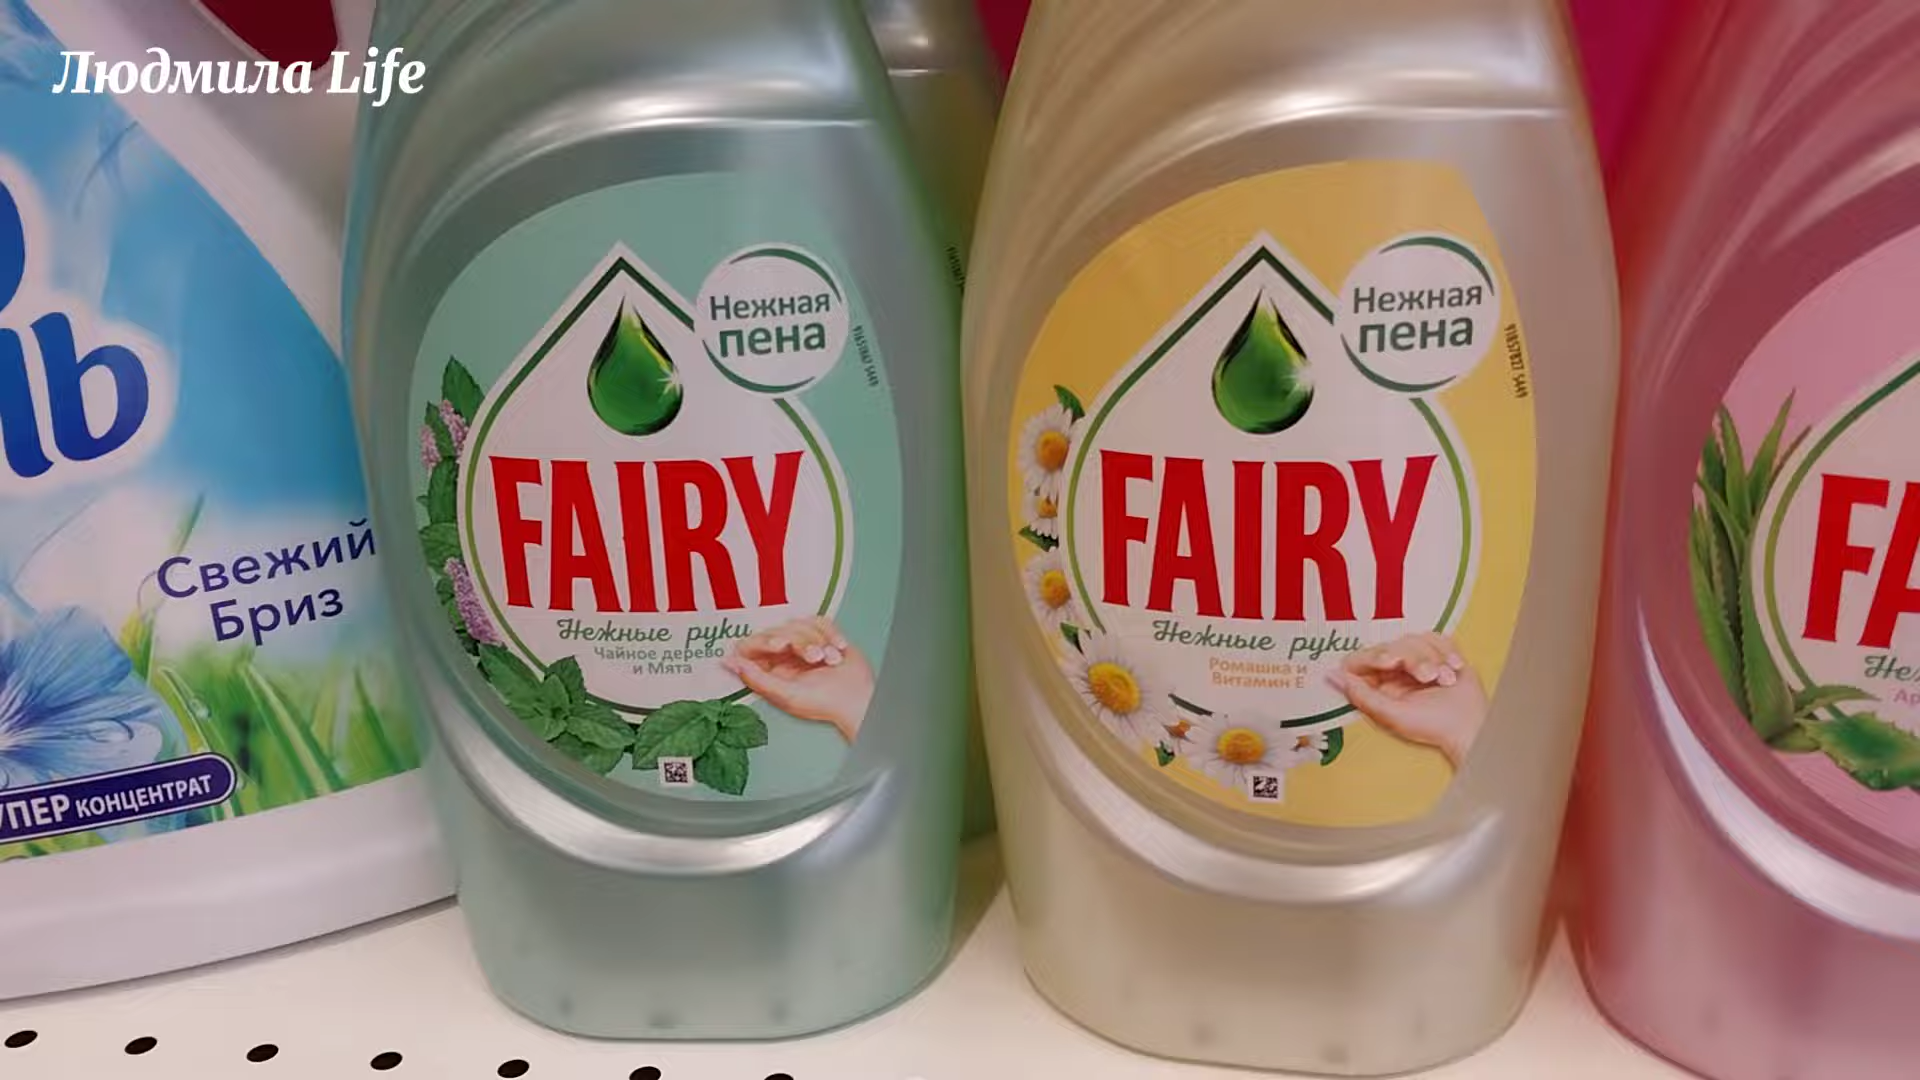 Людмила Life
Свежий
Бриз
КОНЦЕНТРАТ
Нежная
пена
FAIRY
Нежные руки
Чайное дерево
и Мята
Нежная
пена
FAIRY
Нежные руки
Ромашка и
Витамин Е